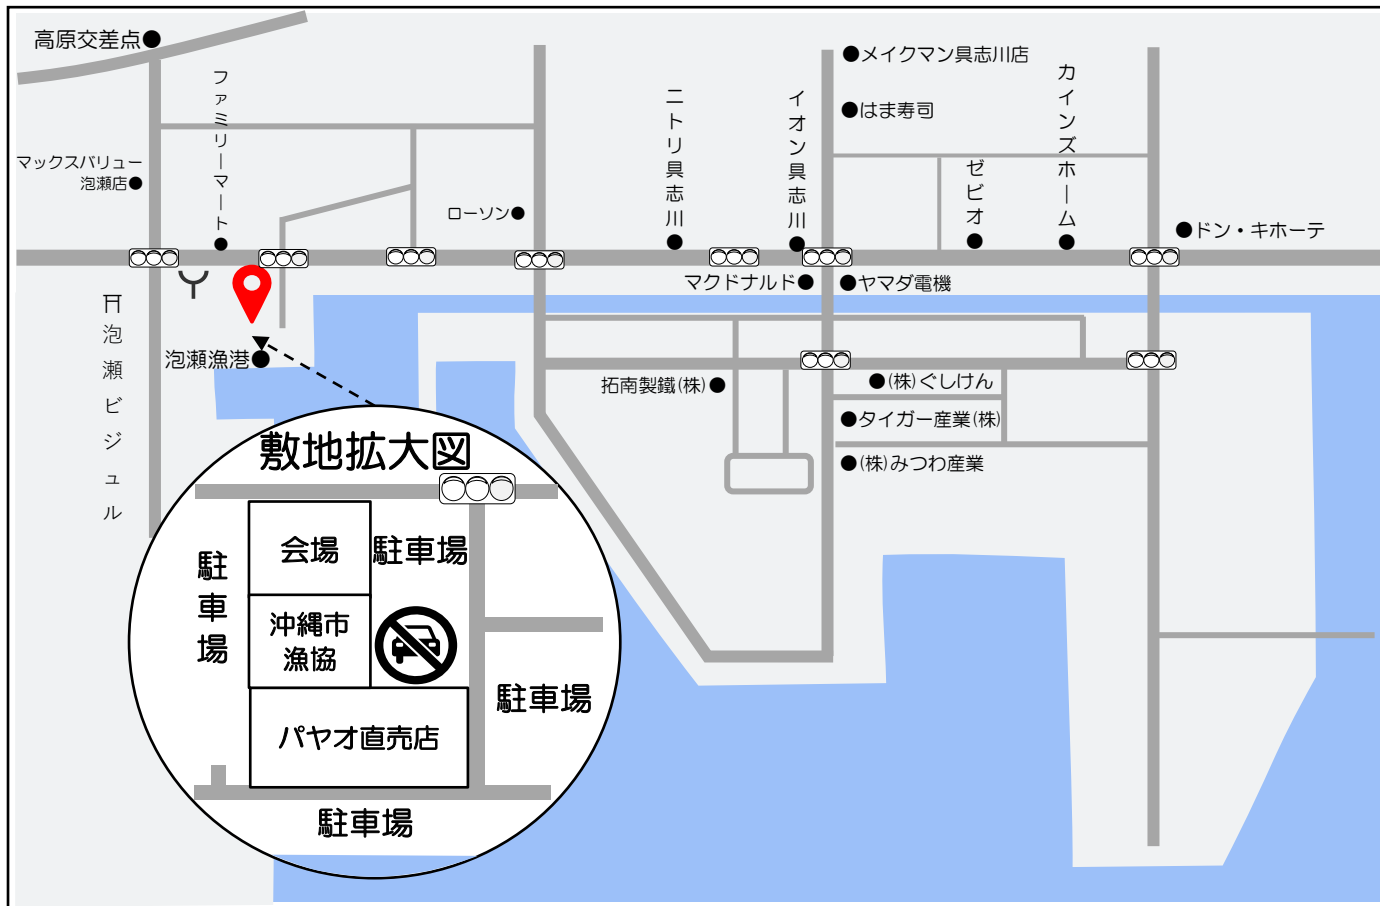 高原交差点
ファミリーマート
マックスバリュー
泡瀬店
ローソン
ニトリ具志川
イオン具志川
メイクマン具志川店
はま寿司
カインズホーム
ゼビオ
ドン・キホーテ
マクドナルド
ヤマダ電機
泡瀬ビジュル
泡瀬漁港
拓南製鐵(株)
(株)ぐしけん
タイガー産業(株)
(株)みつわ産業
敷地拡大図
会場
駐車場
駐車場
沖縄市
漁協
駐車場
パヤオ直売店
駐車場